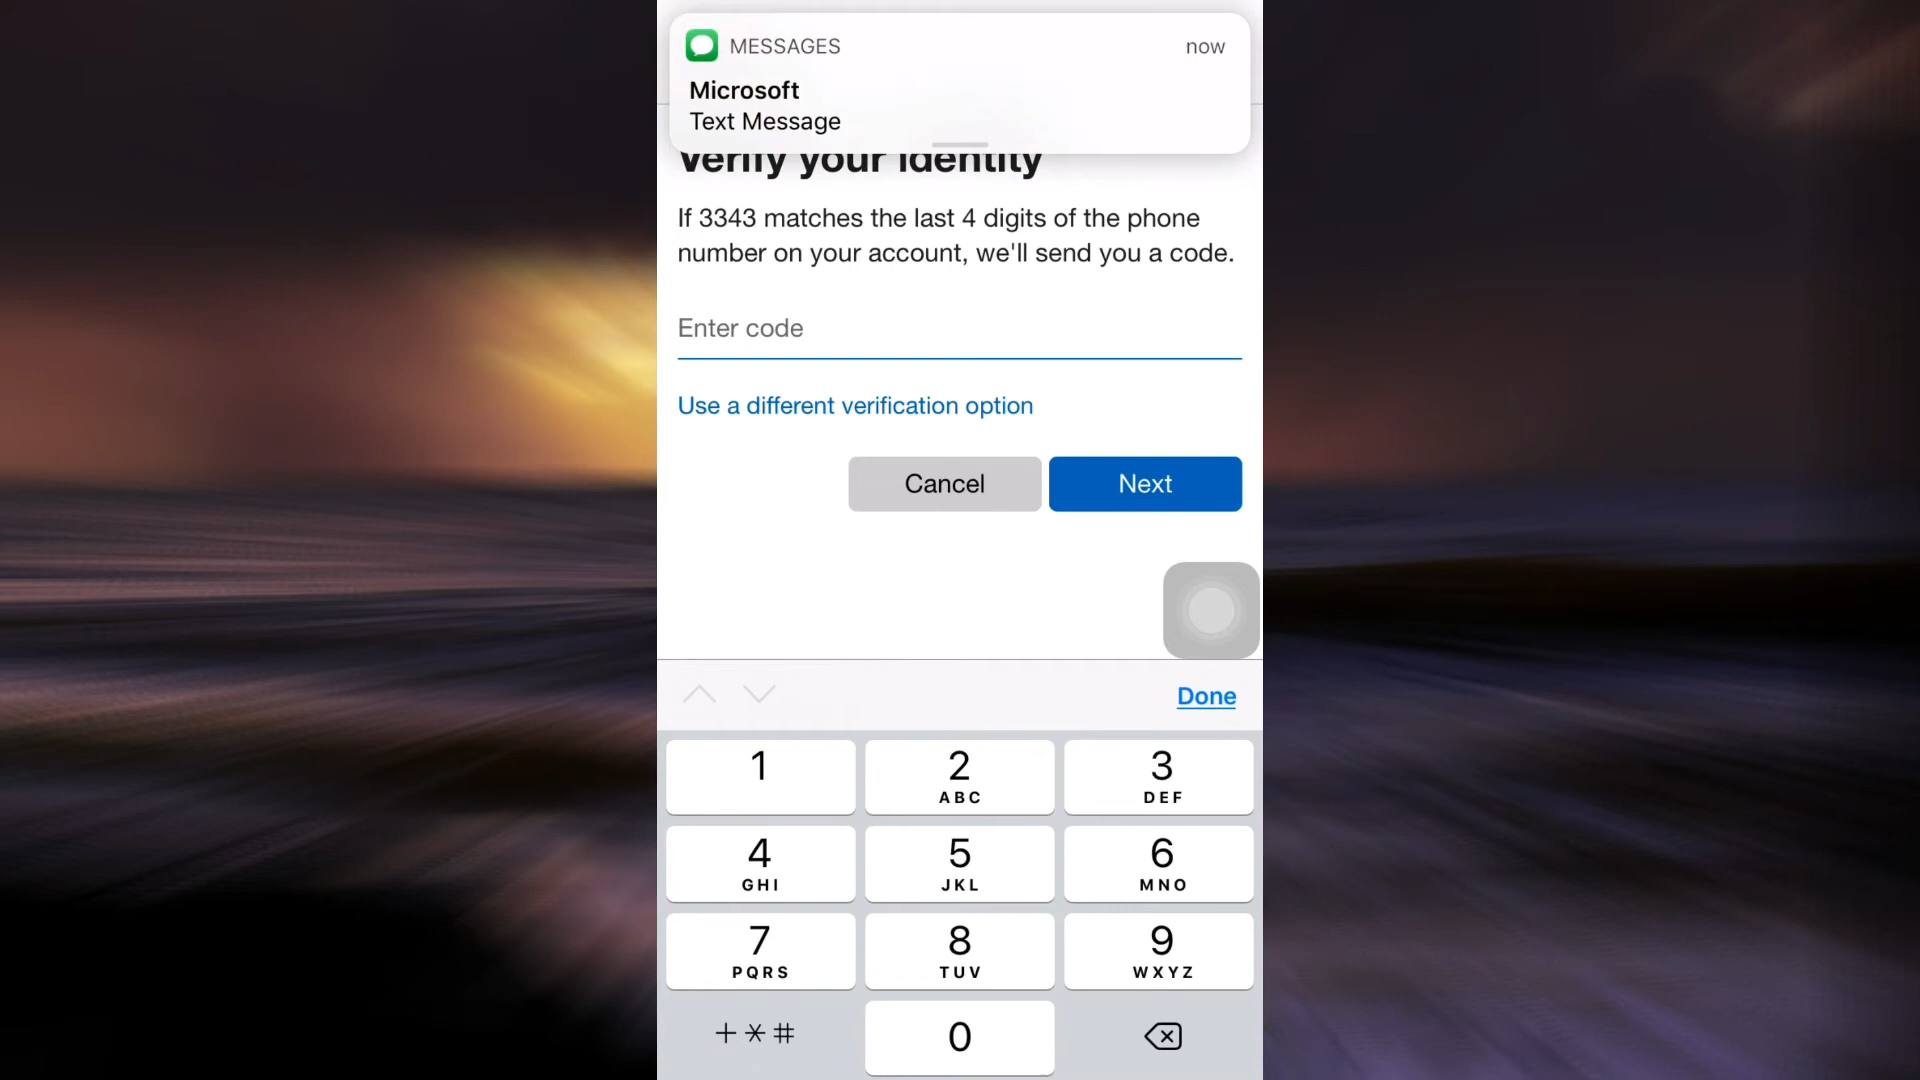 MESSAGES now
Microsoft
Text Message
Verify your identity
If 3343 matches the last 4 digits of the phone
number on your account, we'll send you a code.
Enter code
Use a different verification option
Cancel Next
Done
1 2 3
ABC DEF
4 5 6
GHI JKL MNO
7 8 9
PQRS TUV WXYZ
+*# 0